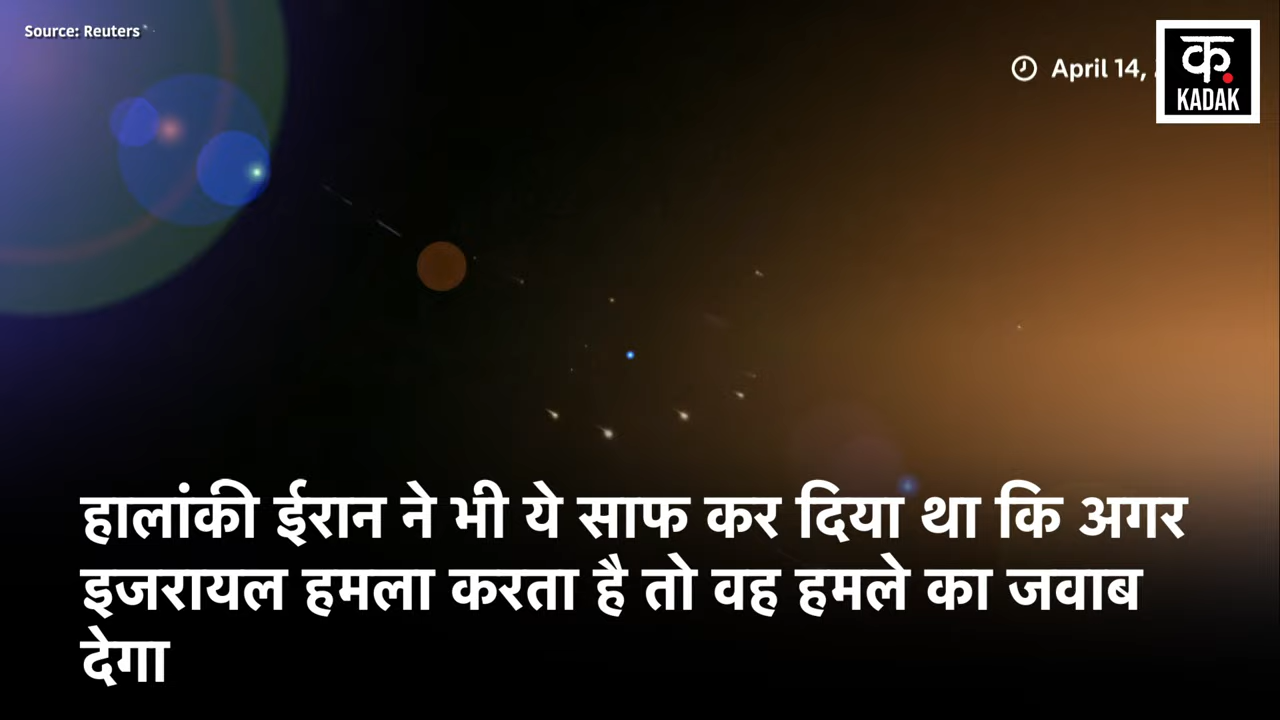 Source: Reuters
April 14,
क.
KADAK
हालांकी ईरान ने भी ये साफ कर दिया था कि अगर
इजरायल हमला करता है तो वह हमले का जवाब
देगा